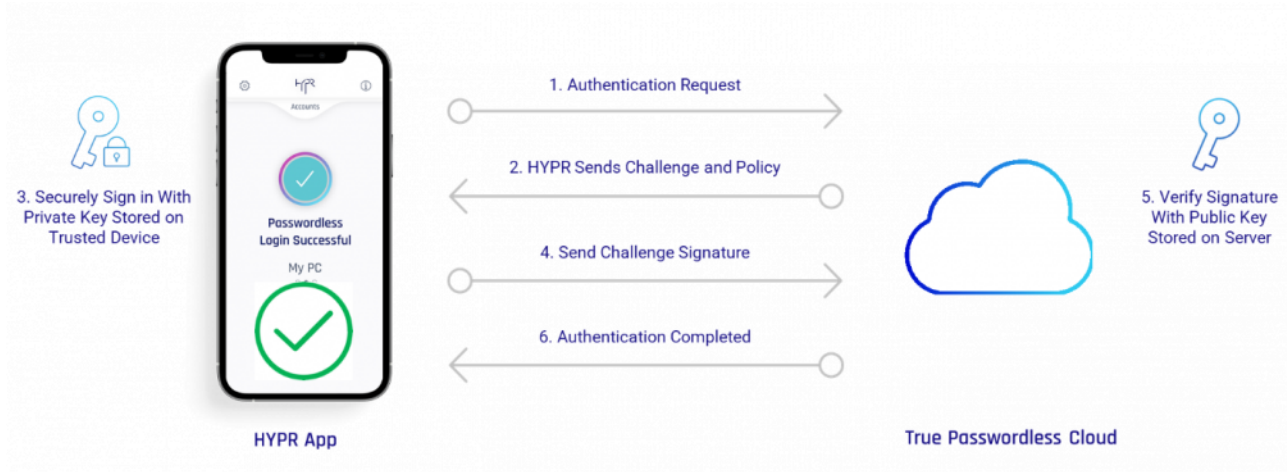 HYPR
Accounts
Passwordless
Login Successful
My PC
HYPR App
3. Securely Sign in With
Private Key Stored on
Trusted Device
1. Authentication Request
2. HYPR Sends Challenge and Policy
4. Send Challenge Signature
6. Authentication Completed
5. Verify Signature
With Public Key
Stored on Server
True Passwordless Cloud